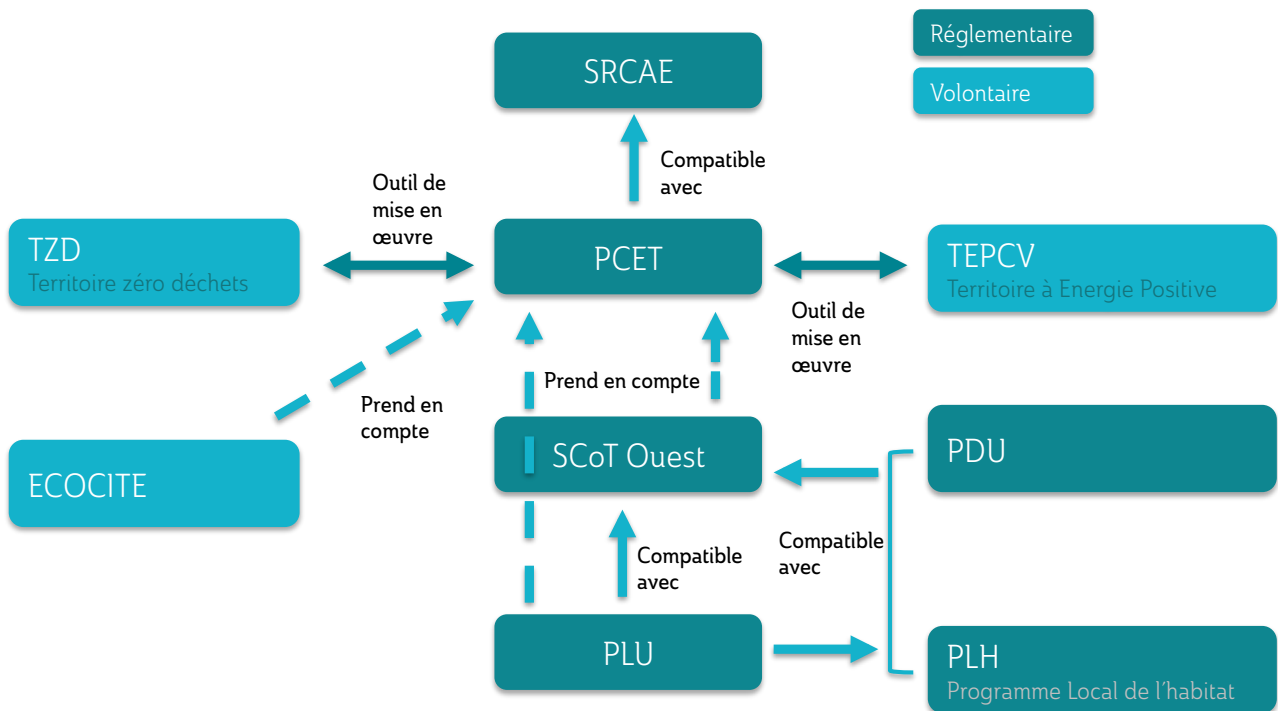 Réglementaire
SRCAE
Volontaire
Compatible
avec
Outil de
mise en
œuvre
TZD
Territoire zéro déchets
PCET
TEPCV
Territoire à Energie Positive
Outil de
mise en
œuvre
Prend en compte
Prend en
compte
ECOCITE
SCoT Ouest
PDU
Compatible
avec
Compatible
avec
PLU
PLH
Programme Local de l'habitat